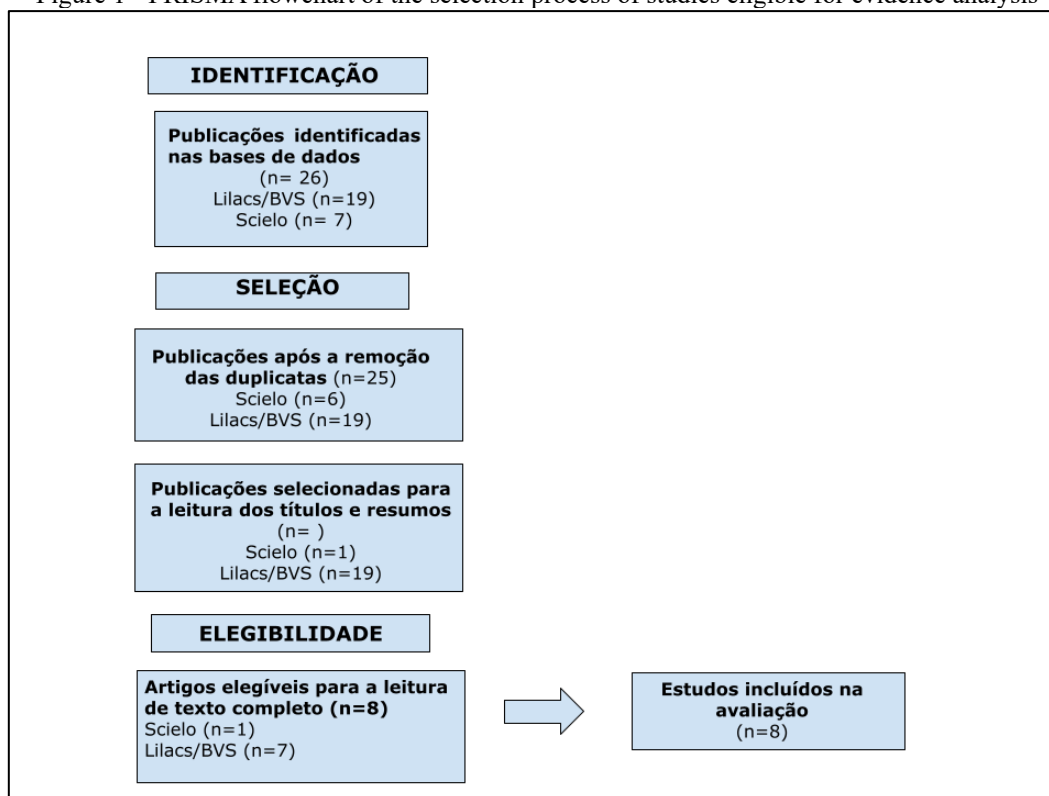 Figure 1 - PRISMA flowchart of the selection process of studies eligible for evidence analysis
IDENTIFICAÇÃO
Publicações identificadas
nas bases de dados
(n= 26)
Lilacs/BVS (n=19)
Scielo (n= 7)
SELEÇÃO
Publicações após a remoção
das duplicatas (n=25)
Scielo (n=6)
Lilacs/BVS (n=19)
Publicações selecionadas para
a leitura dos títulos e resumos
(n= )
Scielo (n=1)
Lilacs/BVS (n=19)
ELEGIBILIDADE
Artigos elegíveis para a leitura
de texto completo (n=8)
Scielo (n=1)
Lilacs/BVS (n=7)
Estudos incluídos na
avaliação
(n=8)